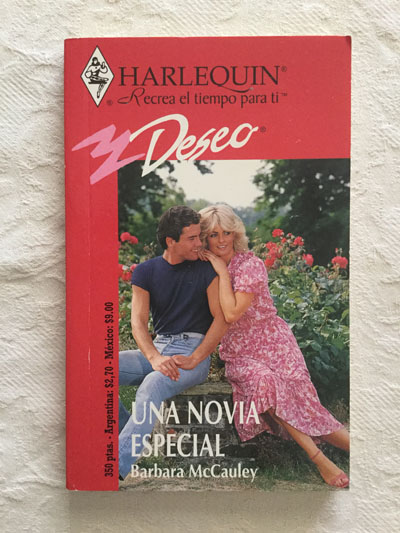 HARLEQUIN®
® Recrea el tiempo para ti™
Deseo®
350 ptas. - Argentina: $2,70 - México: $9.00
UNA NOVIA
ESPECIAL
Barbara McCauley